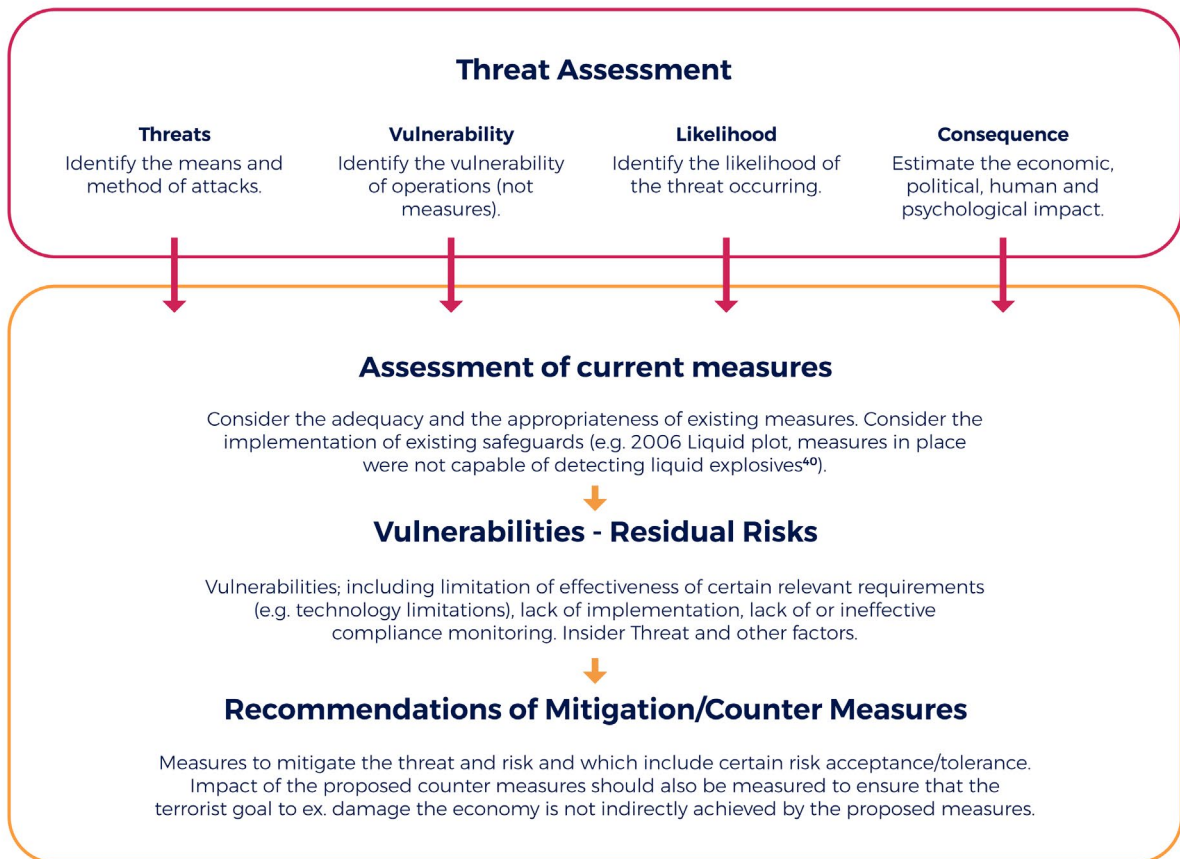 Threat Assessment
Threats
Identify the means and
method of attacks.
Vulnerability
Identify the vulnerability
of operations (not
measures).
Likelihood
Identify the likelihood of
the threat occurring.
Consequence
Estimate the economic,
political, human and
psychological impact.
Assessment of current measures
Consider the adequacy and the appropriateness of existing measures. Consider the
implementation of existing safeguards (e.g. 2006 Liquid plot, measures in place
were not capable of detecting liquid explosives⁴⁰).
Vulnerabilities - Residual Risks
Vulnerabilities; including limitation of effectiveness of certain relevant requirements
(e.g. technology limitations), lack of implementation, lack of or ineffective
compliance monitoring. Insider Threat and other factors.
Recommendations of Mitigation/Counter Measures
Measures to mitigate the threat and risk and which include certain risk acceptance/tolerance.
Impact of the proposed counter measures should also be measured to ensure that the
terrorist goal to ex. damage the economy is not indirectly achieved by the proposed measures.